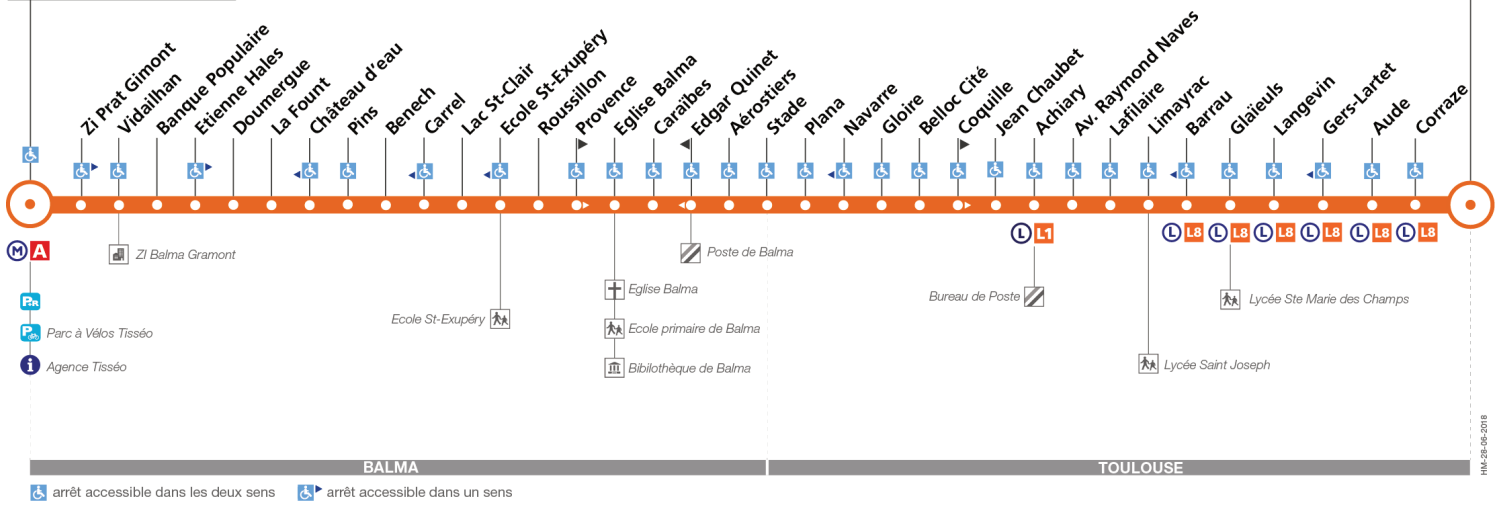 Zi Prat Gimont
Vidailhan
Banque Populaire
Etienne Hales
Doumergue
La Fount
Château d'eau
Pins
Benech
Carrel
Lac St-Clair
Ecole St-Exupéry
Roussillon
Provence
Eglise Balma
Caraïbes
Edgar Quinet
Aérostiers
Stade
Plana
Navarre
Gloire
Belloc Cité
Coquille
Jean Chaubet
Achiary
Av. Raymond Naves
Lafilaire
Limayrac
Barrau
Glaïeuls
Langevin
Gers-Lartet
Aude
Corraze
M A
L L1
L L8
L L8
L L8
L L8
L L8
L L8
ZI Balma Gramont
Poste de Balma
Eglise Balma
Bureau de Poste
P+R
Lycée Ste Marie des Champs
Ecole St-Exupéry
Ecole primaire de Balma
P Parc à Vélos Tisséo
i Agence Tisséo
Bibilothèque de Balma
Lycée Saint Joseph
HM-28-06-2018
BALMA
TOULOUSE
arrêt accessible dans les deux sens
arrêt accessible dans un sens